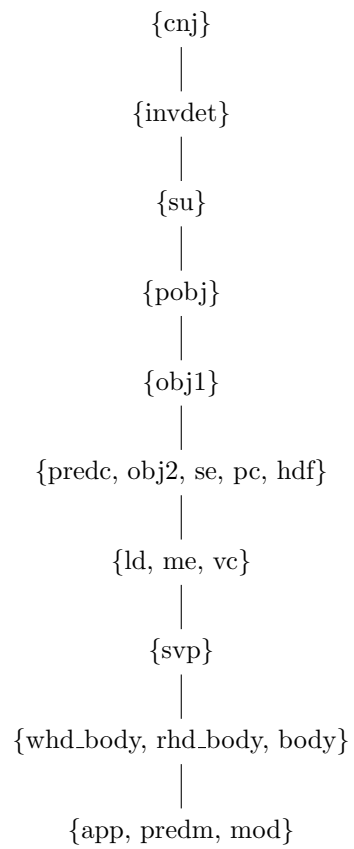 {cnj}
{invdet}
{su}
{pobj}
{obj1}
{predc, obj2, se, pc, hdf}
{ld, me, vc}
{svp}
{whd_body, rhd_body, body}
{app, predm, mod}